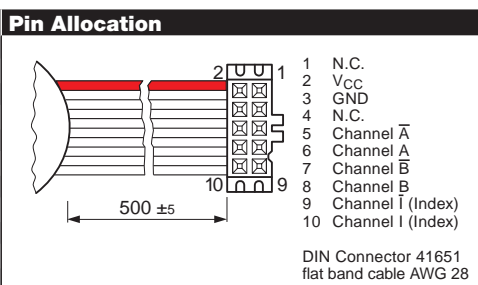 Pin Allocation
2 1
10 9
500 ±5
1 N.C.
2 VCC
3 GND
4 N.C.
5 Channel A̅
6 Channel A
7 Channel B̅
8 Channel B
9 Channel I̅ (Index)
10 Channel I (Index)
DIN Connector 41651
flat band cable AWG 28